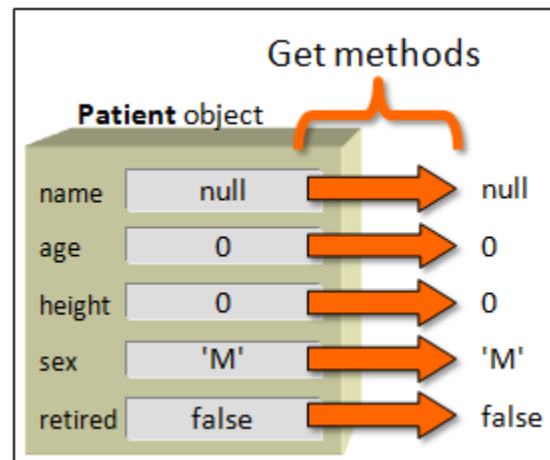 Get methods
Patient object
name null null
age 0 0
height 0 0
sex 'M' 'M'
retired false false